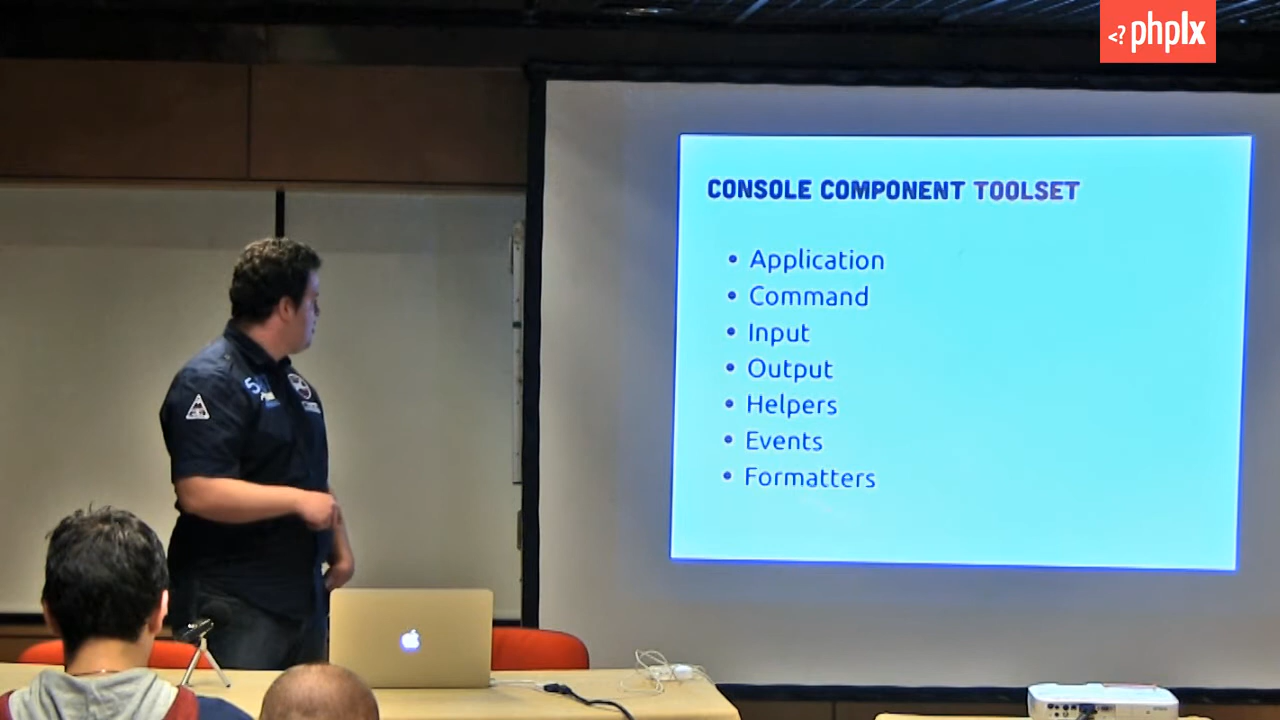 <? phplx
CONSOLE COMPONENT TOOLSET
• Application
• Command
• Input
• Output
• Helpers
• Events
• Formatters